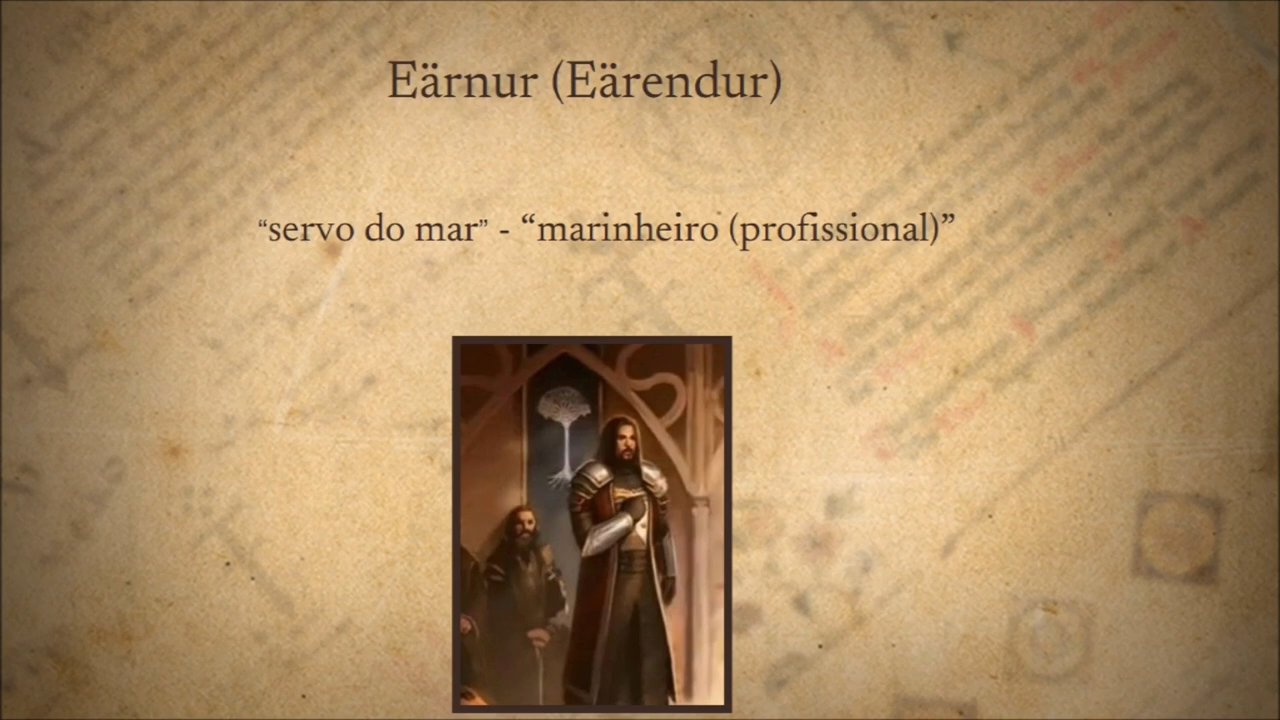 Eärnur (Eärendur)
“servo do mar” - “marinheiro (profissional)”